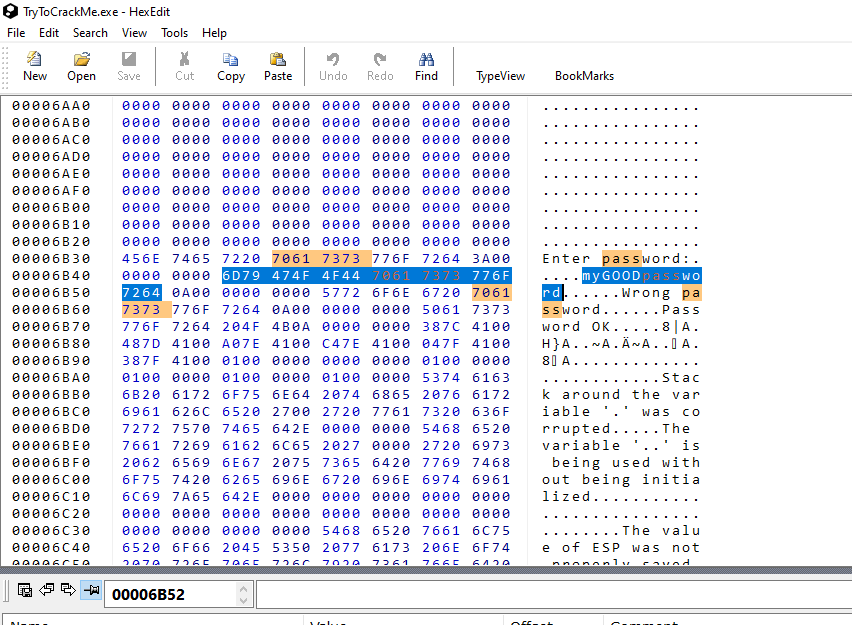 TryToCrackMe.exe - HexEdit
File Edit Search View Tools Help
New Open Save Cut Copy Paste Undo Redo Find TypeView BookMarks
00006AA0 0000 0000 0000 0000 0000 0000 0000 0000 ................
00006AB0 0000 0000 0000 0000 0000 0000 0000 0000 ................
00006AC0 0000 0000 0000 0000 0000 0000 0000 0000 ................
00006AD0 0000 0000 0000 0000 0000 0000 0000 0000 ................
00006AE0 0000 0000 0000 0000 0000 0000 0000 0000 ................
00006AF0 0000 0000 0000 0000 0000 0000 0000 0000 ................
00006B00 0000 0000 0000 0000 0000 0000 0000 0000 ................
00006B10 0000 0000 0000 0000 0000 0000 0000 0000 ................
00006B20 0000 0000 0000 0000 0000 0000 0000 0000 ................
00006B30 456E 7465 7220 7061 7373 776F 7264 3A00 Enter password:.
00006B40 0000 0000 6D79 474F 4F44 7061 7373 776F ....myGOODpasswo
00006B50 7264 0A00 0000 0000 5772 6F6E 6720 7061 rd......Wrong pa
00006B60 7373 776F 7264 0A00 0000 0000 5061 7373 ssword......Pass
00006B70 776F 7264 204F 4B0A 0000 0000 387C 4100 word OK.....8|A.
00006B80 487D 4100 A07E 4100 C47E 4100 047F 4100 H}A..~A.Ä~A..▯A.
00006B90 387F 4100 0100 0000 0000 0000 0100 0000 8▯A.............
00006BA0 0100 0000 0100 0000 0100 0000 5374 6163 ............Stac
00006BB0 6B20 6172 6F75 6E64 2074 6865 2076 6172 k around the var
00006BC0 6961 626C 6520 2700 2720 7761 7320 636F iable '.' was co
00006BD0 7272 7570 7465 642E 0000 0000 5468 6520 rrupted.....The
00006BE0 7661 7269 6162 6C65 2027 0000 2720 6973 variable '..' is
00006BF0 2062 6569 6E67 2075 7365 6420 7769 7468 being used with
00006C00 6F75 7420 6265 696E 6720 696E 6974 6961 out being initia
00006C10 6C69 7A65 642E 0000 0000 0000 0000 0000 lized...........
00006C20 0000 0000 0000 0000 0000 0000 0000 0000 ................
00006C30 0000 0000 0000 0000 5468 6520 7661 6C75 ........The valu
00006C40 6520 6F66 2045 5350 2077 6173 206E 6F74 e of ESP was not
00006C50 2070 726F 7065 726C 7920 7361 7665 6420 properly saved
00006B52
Name Value Offset Comment